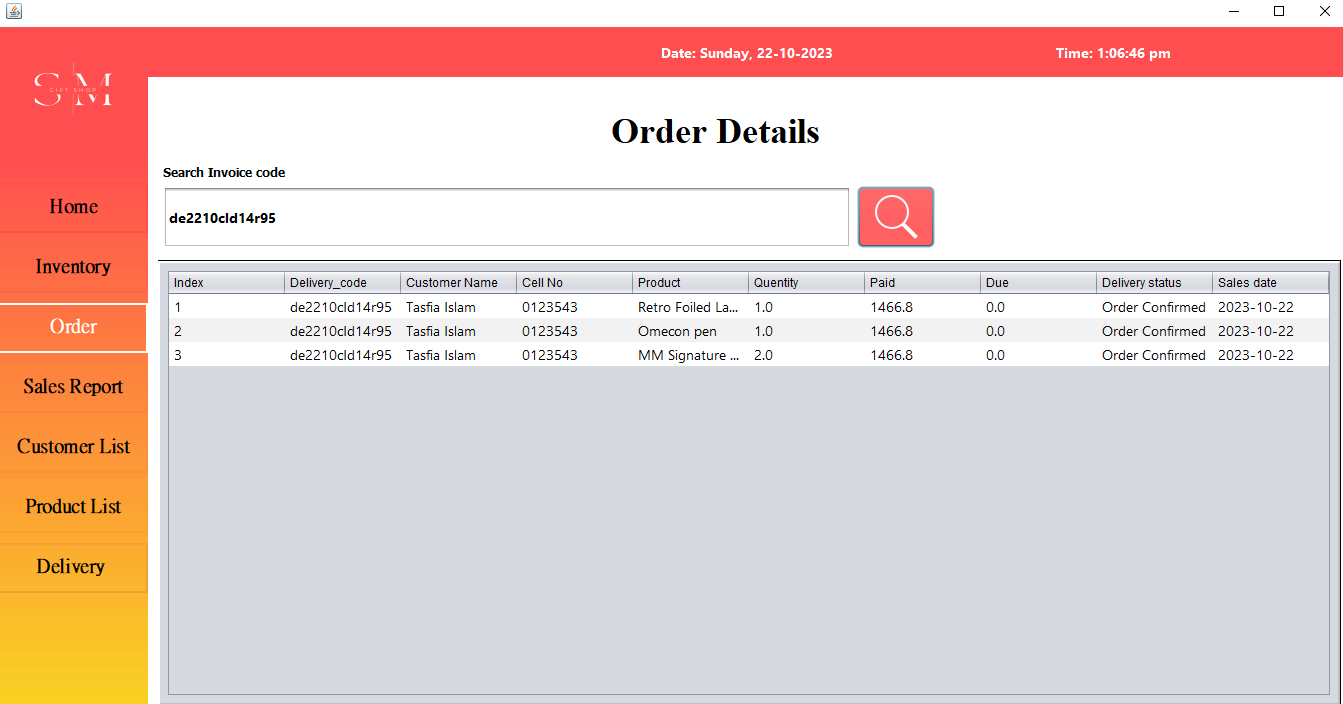 Date: Sunday, 22-10-2023 Time: 1:06:46 pm
S M
GIFT SHOP
Order Details
Search Invoice code
de2210cld14r95
Home
Inventory
Order
Sales Report
Customer List
Product List
Delivery
Index Delivery_code Customer Name Cell No Product Quentity Paid Due Delivery status Sales date
1 de2210cld14r95 Tasfia Islam 0123543 Retro Foiled La... 1.0 1466.8 0.0 Order Confirmed 2023-10-22
2 de2210cld14r95 Tasfia Islam 0123543 Omecon pen 1.0 1466.8 0.0 Order Confirmed 2023-10-22
3 de2210cld14r95 Tasfia Islam 0123543 MM Signature ... 2.0 1466.8 0.0 Order Confirmed 2023-10-22